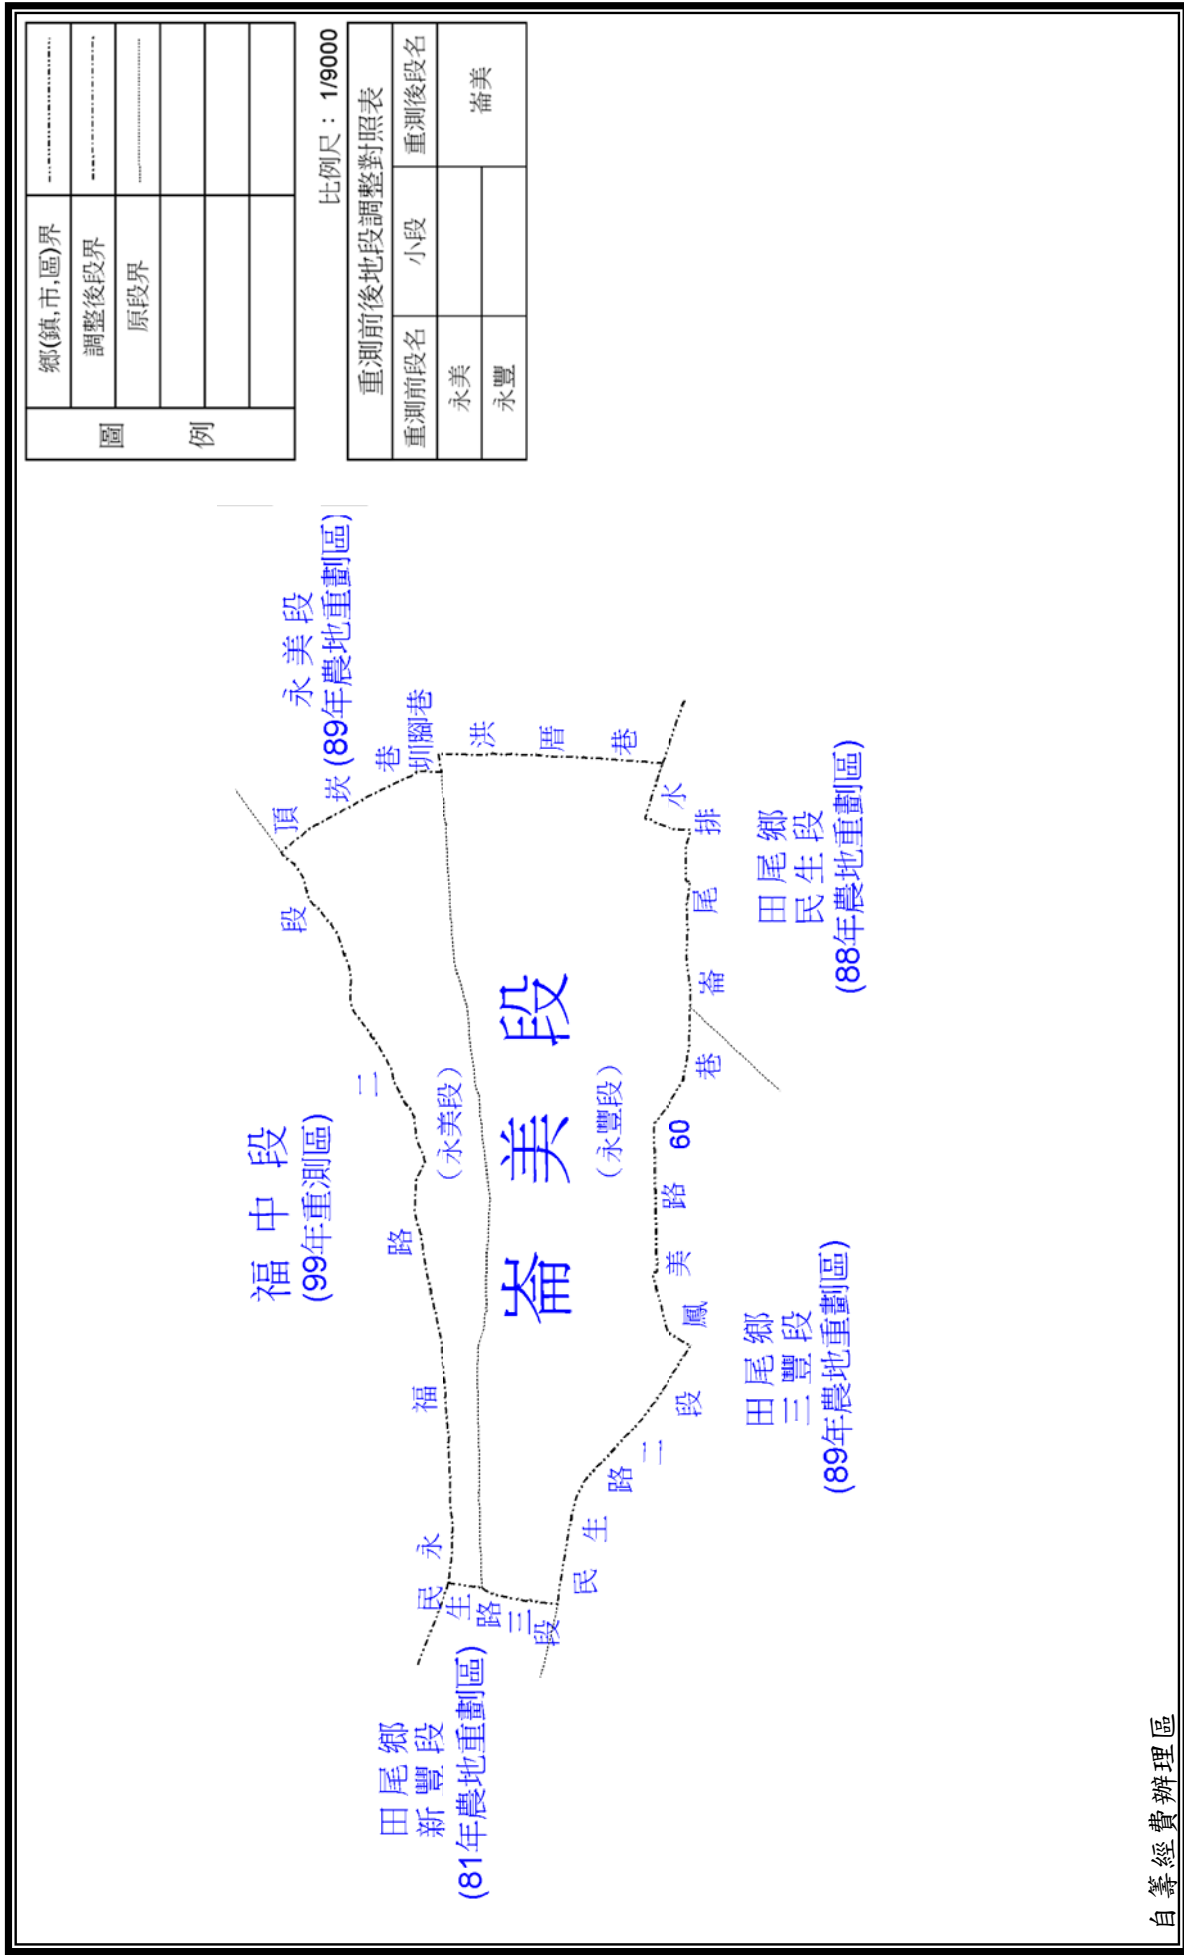 圖例
鄉(鎮,市,區)界
調整後段界
原段界
比例尺：1/9000
重測前後地段調整對照表
重測前段名 小段 重測後段名
永美 崙美
永豐
永美段
(89年農地重劃區)
福中段
(99年重測區)
頂崁巷
圳腳巷
洪厝巷
永福路二段
(永美段)
崙美段
(永豐段)
民生路三段
民生路二段
鳳美路60巷
崙尾排水
田尾鄉
新豐段
(81年農地重劃區)
田尾鄉
三豐段
(89年農地重劃區)
田尾鄉
民生段
(88年農地重劃區)
自籌經費辦理區